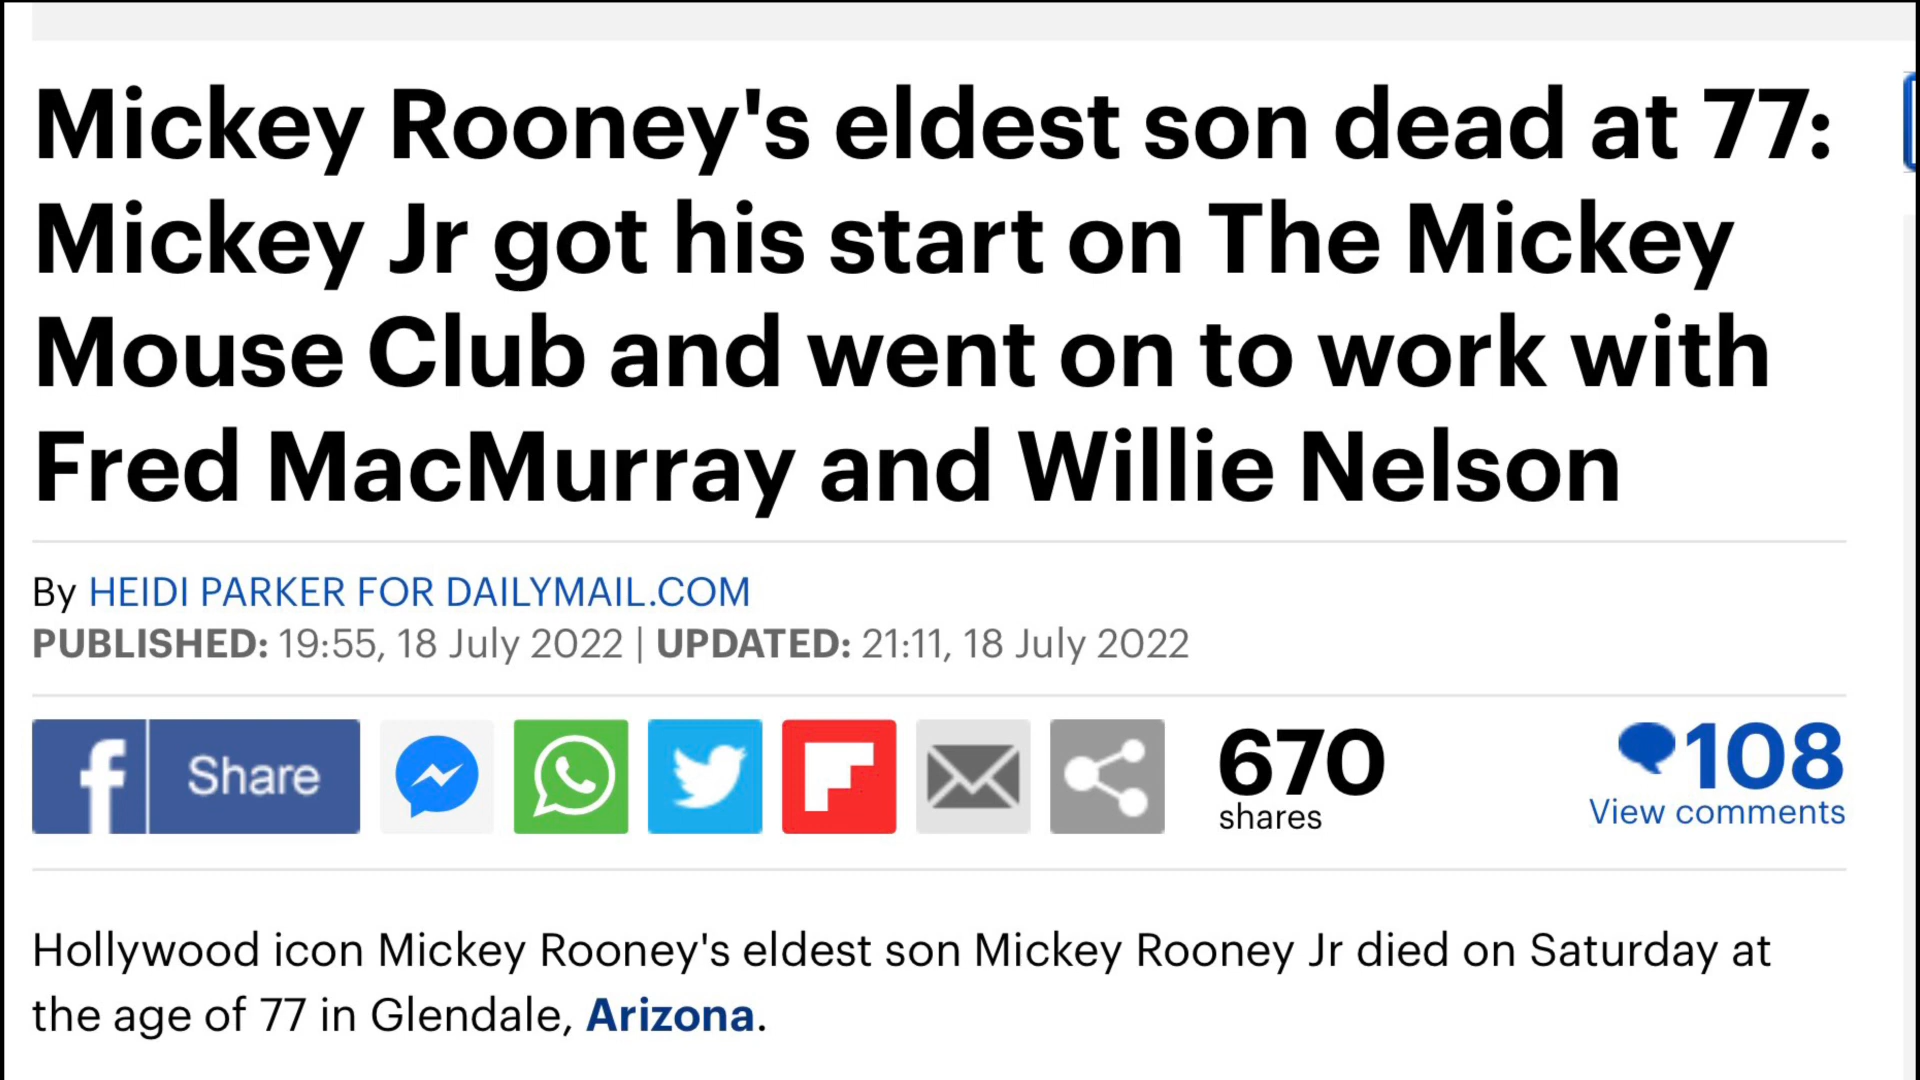 Mickey Rooney's eldest son dead at 77:
Mickey Jr got his start on The Mickey
Mouse Club and went on to work with
Fred MacMurray and Willie Nelson
By HEIDI PARKER FOR DAILYMAIL.COM
PUBLISHED: 19:55, 18 July 2022 | UPDATED: 21:11, 18 July 2022
f Share
670
shares
108
View comments
Hollywood icon Mickey Rooney's eldest son Mickey Rooney Jr died on Saturday at
the age of 77 in Glendale, Arizona.